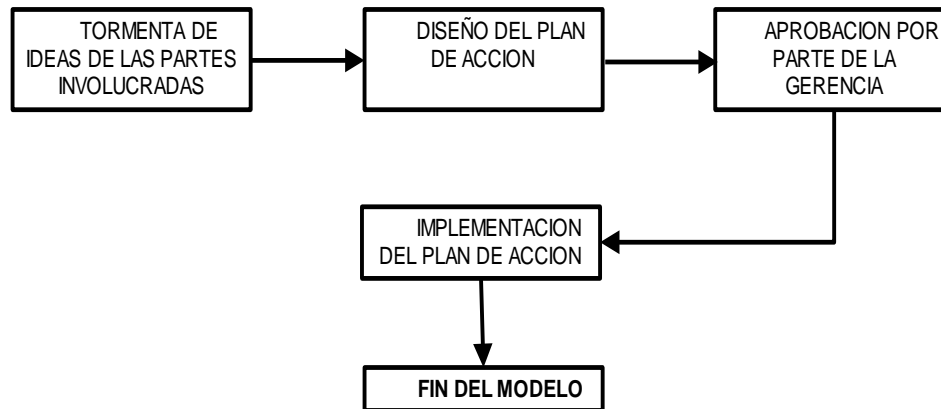 TORMENTA DE
IDEAS DE LAS PARTES
INVOLUCRADAS
DISEÑO DEL PLAN
DE ACCION
APROBACION POR
PARTE DE LA
GERENCIA
IMPLEMENTACION
DEL PLAN DE ACCION
FIN DEL MODELO